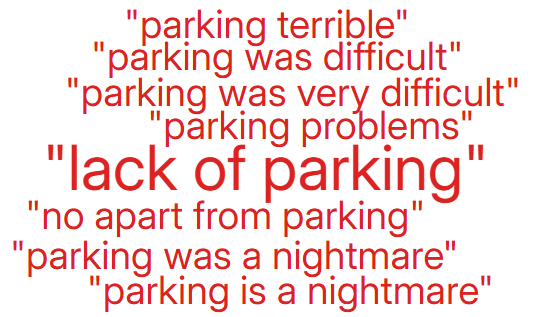 "parking terrible"
"parking was difficult"
"parking was very difficult"
"parking problems"
"lack of parking"
"no apart from parking"
"parking was a nightmare"
"parking is a nightmare"